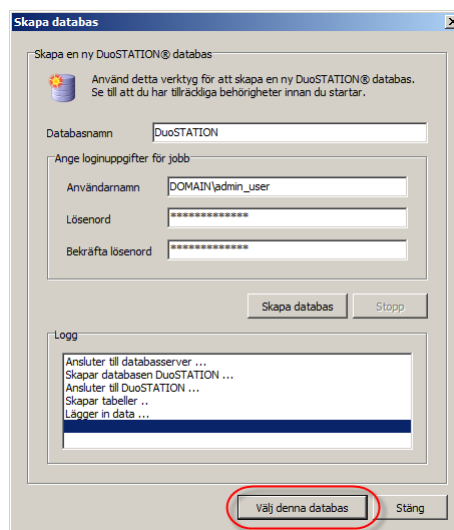 Skapa databas
Skapa en ny DuoSTATION® databas
Använd detta verktyg för att skapa en ny DuoSTATION® databas.
Se till att du har tillräckliga behörigheter innan du startar.
Databasnamn DuoSTATION
Ange loginuppgifter för jobb
Användarnamn DOMAIN\admin_user
Lösenord *************
Bekräfta lösenord *************
Skapa databas Stopp
Logg
Ansluter till databasserver ...
Skapar databasen DuoSTATION ...
Ansluter till DuoSTATION ...
Skapar tabeller ..
Lägger in data ...
Välj denna databas Stäng